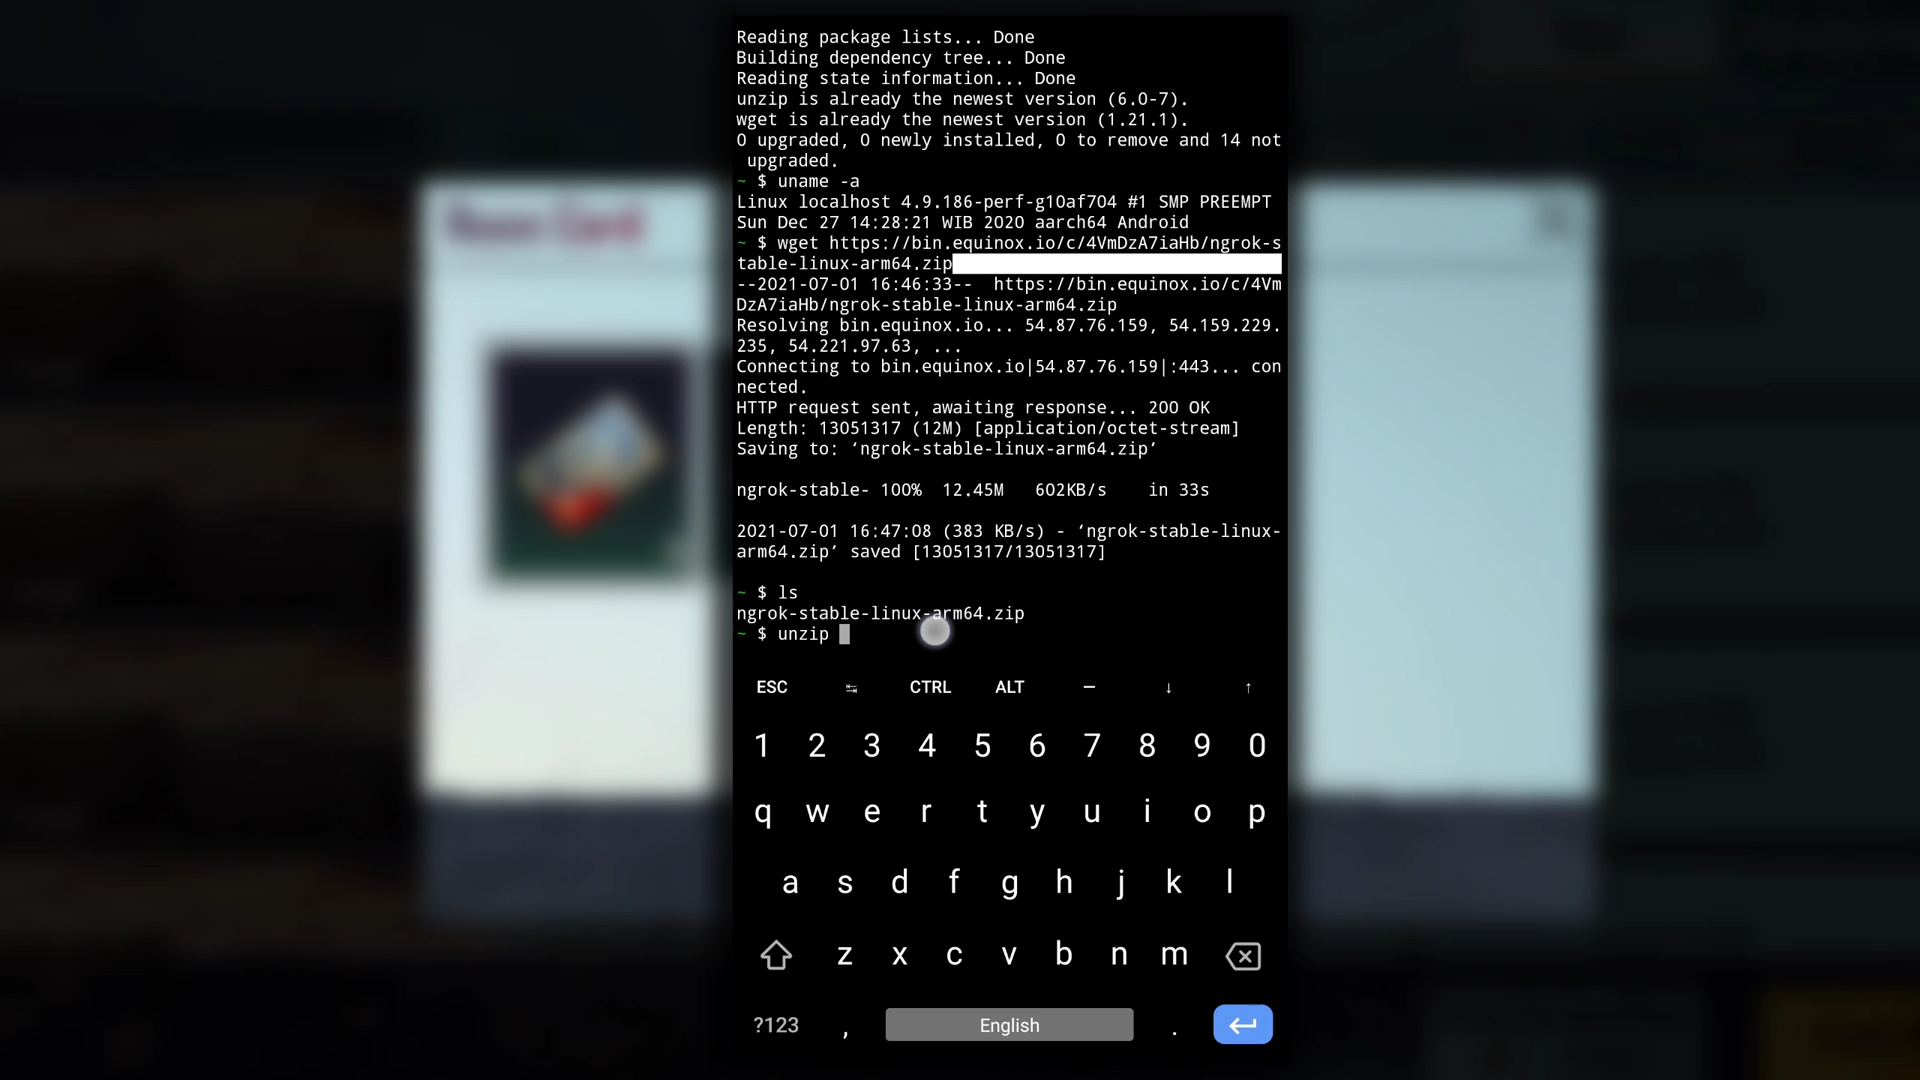 Reading package lists... Done
Building dependency tree... Done
Reading state information... Done
unzip is already the newest version (6.0-7).
wget is already the newest version (1.21.1).
0 upgraded, 0 newly installed, 0 to remove and 14 not
 upgraded.
~ $ uname -a
Linux localhost 4.9.186-perf-g10af704 #1 SMP PREEMPT
Sun Dec 27 14:28:21 WIB 2020 aarch64 Android
~ $ wget https://bin.equinox.io/c/4VmDzA7iaHb/ngrok-s
table-linux-arm64.zip
--2021-07-01 16:46:33--  https://bin.equinox.io/c/4Vm
DzA7iaHb/ngrok-stable-linux-arm64.zip
Resolving bin.equinox.io... 54.87.76.159, 54.159.229.
235, 54.221.97.63, ...
Connecting to bin.equinox.io|54.87.76.159|:443... con
nected.
HTTP request sent, awaiting response... 200 OK
Length: 13051317 (12M) [application/octet-stream]
Saving to: ‘ngrok-stable-linux-arm64.zip’
ngrok-stable- 100%  12.45M   602KB/s    in 33s
2021-07-01 16:47:08 (383 KB/s) - ‘ngrok-stable-linux-
arm64.zip’ saved [13051317/13051317]
~ $ ls
ngrok-stable-linux-arm64.zip
~ $ unzip
ESC ↹ CTRL ALT — ↓ ↑
1 2 3 4 5 6 7 8 9 0
q w e r t y u i o p
a s d f g h j k l
z x c v b n m
?123 , English .